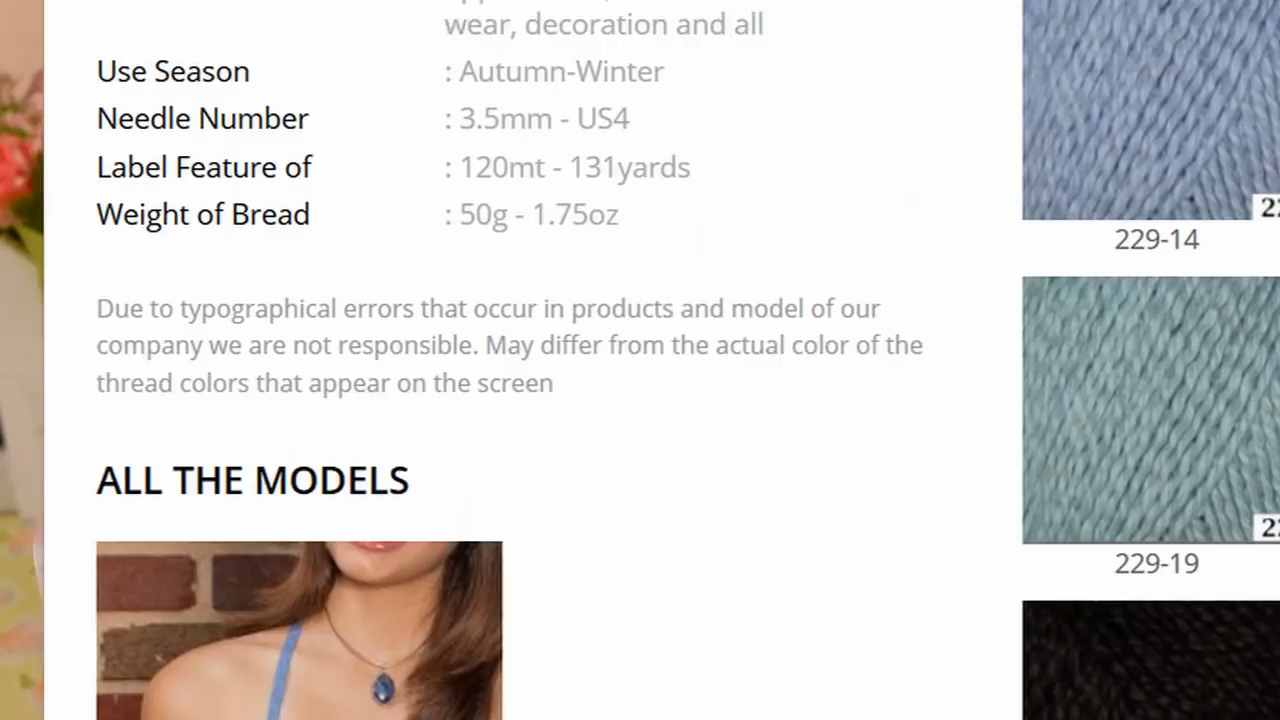 wear, decoration and all
Use Season : Autumn-Winter
Needle Number : 3.5mm - US4
Label Feature of : 120mt - 131yards
Weight of Bread : 50g - 1.75oz
Due to typographical errors that occur in products and model of our
company we are not responsible. May differ from the actual color of the
thread colors that appear on the screen
ALL THE MODELS
22
229-14
22
229-19